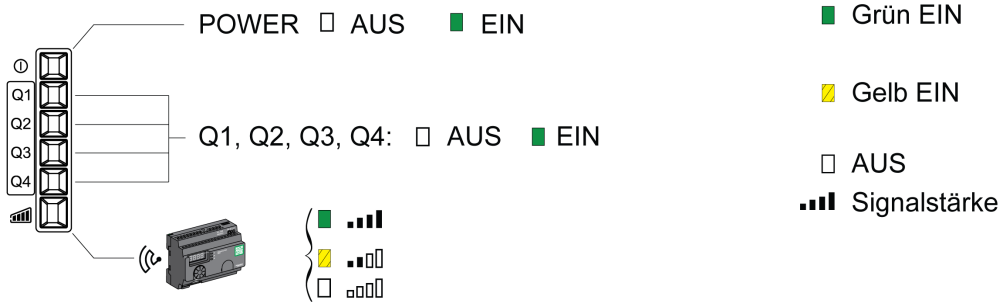 POWER AUS EIN
Q1
Q2
Q3
Q4
Q1, Q2, Q3, Q4: AUS EIN
Grün EIN
Gelb EIN
AUS
Signalstärke